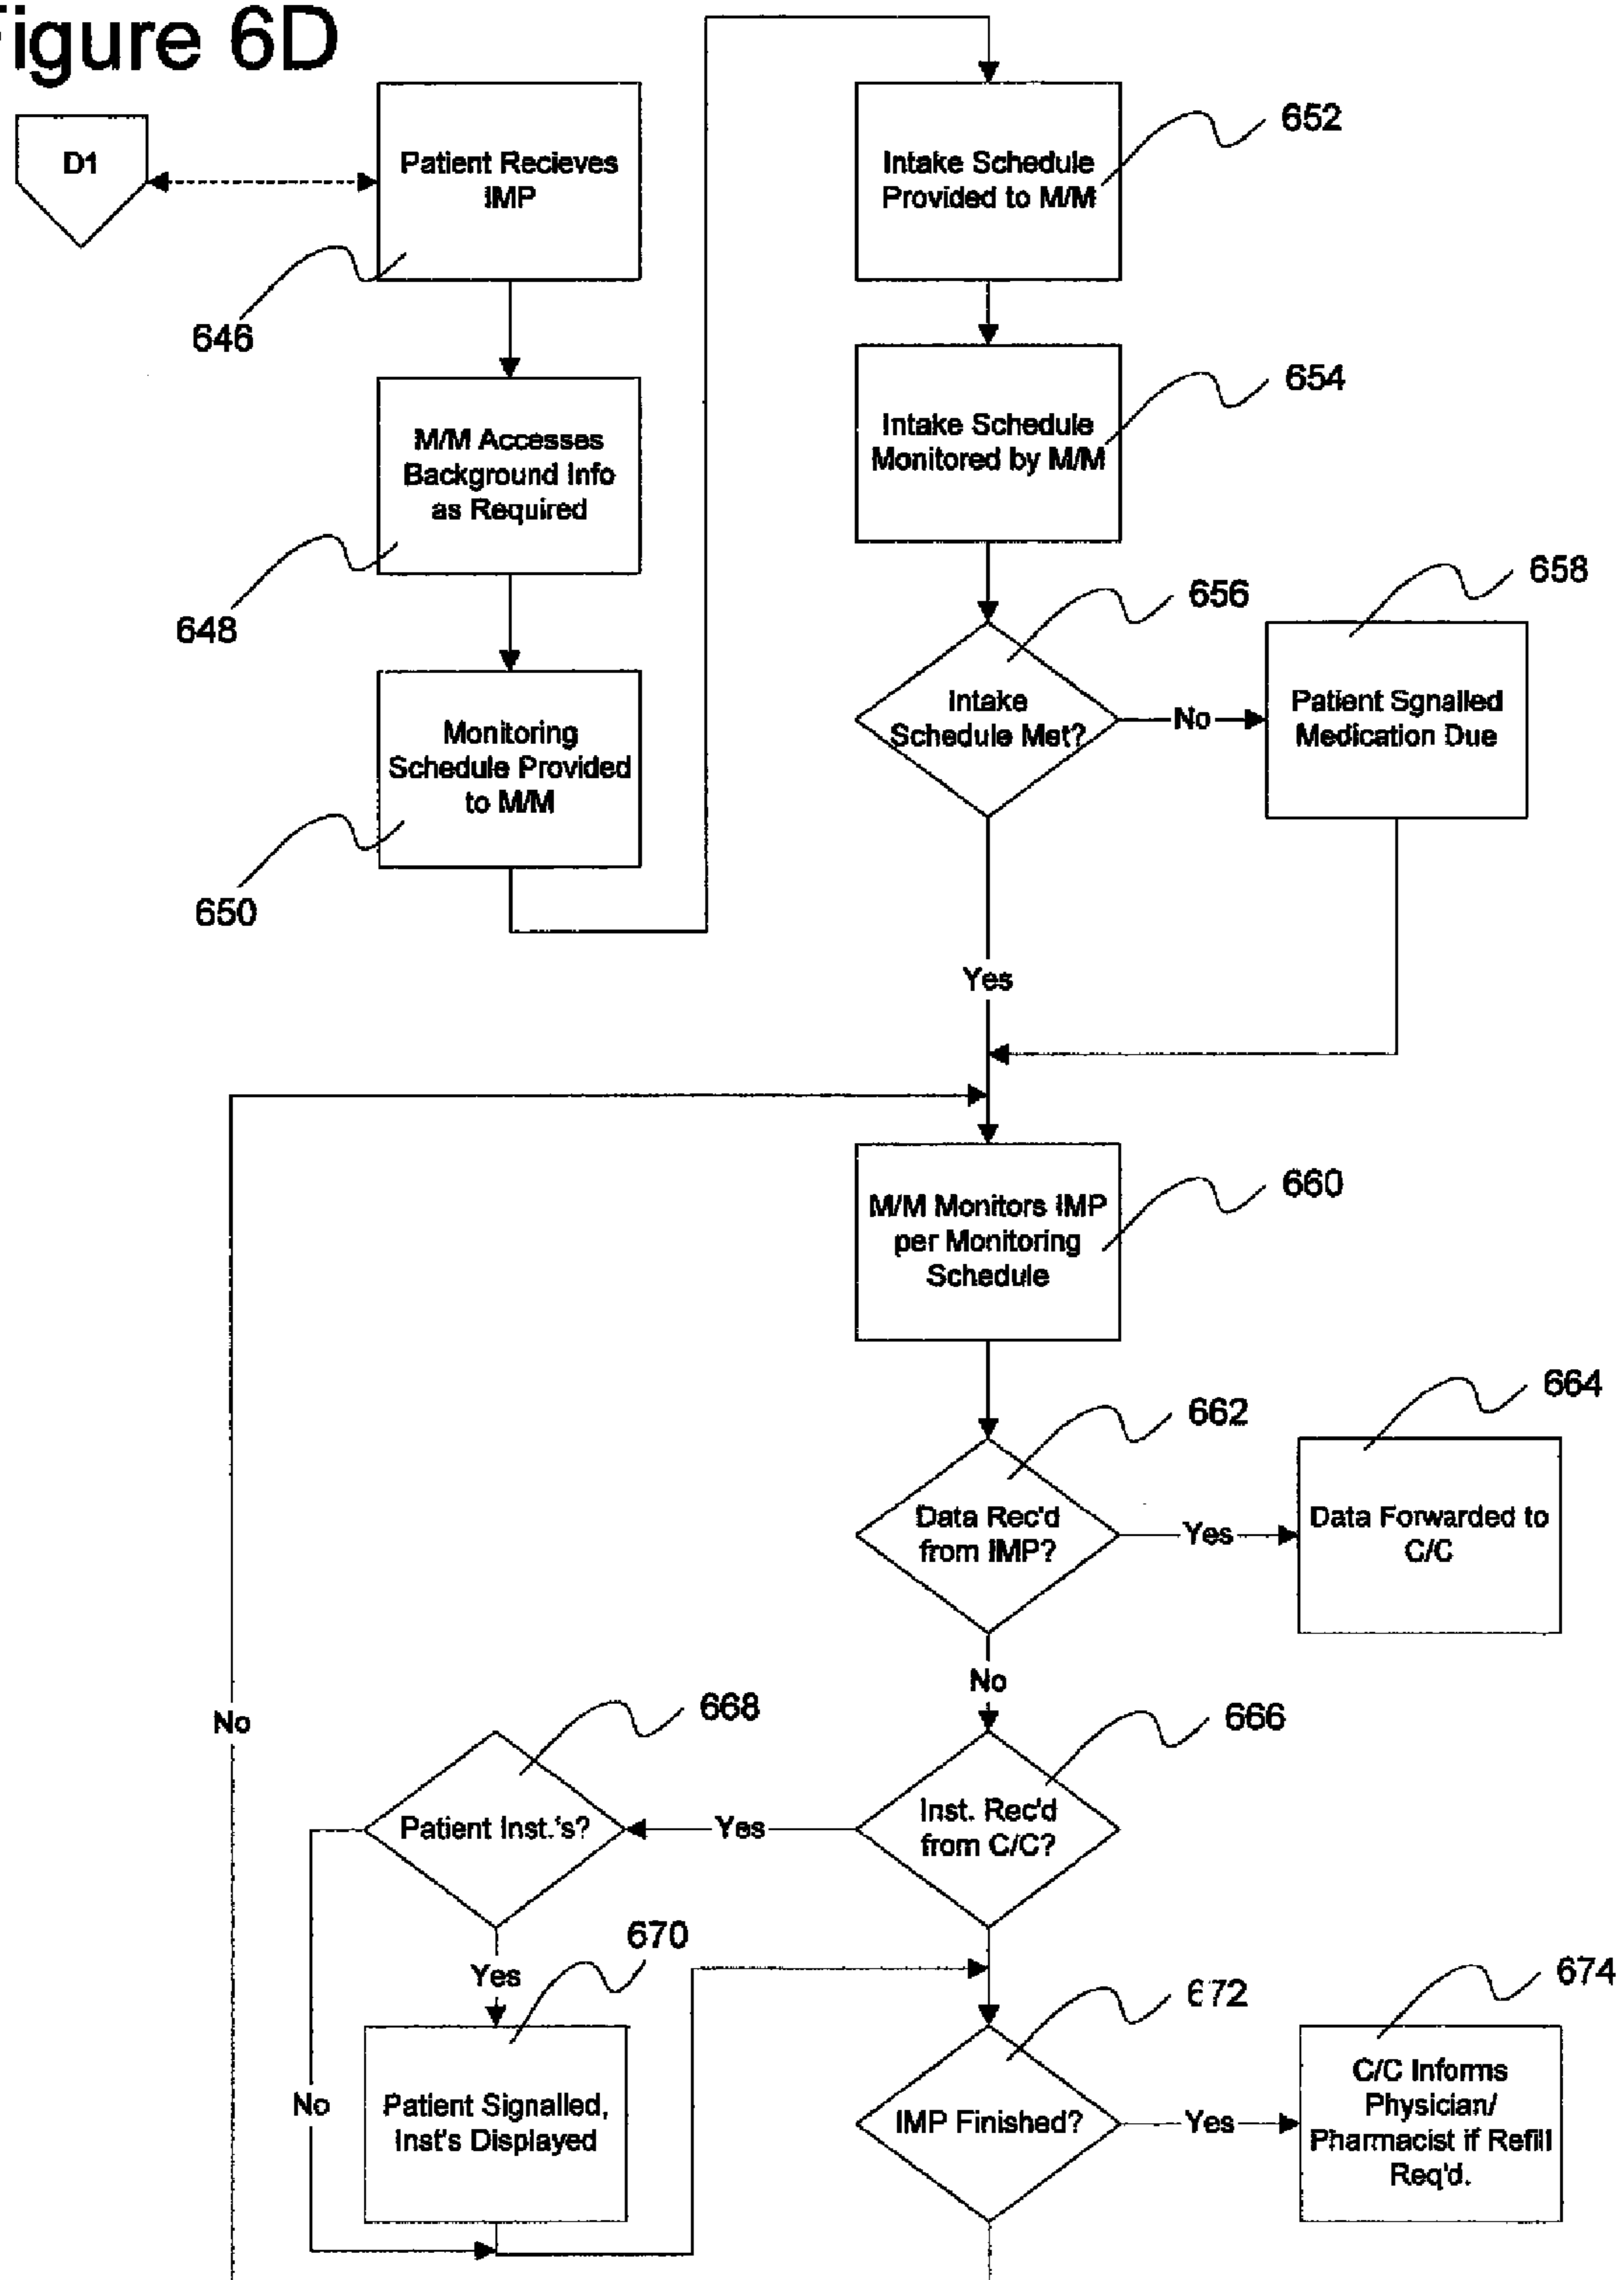 Figure 6D
D1
Patient Recieves
IMP
646
M/M Accesses
Background Info
as Required
648
Monitoring
Schedule Provided
to M/M
650
Intake Schedule
Provided to M/M
652
Intake Schedule
Monitored by M/M
654
Intake
Schedule Met?
656
No
Patient Sgnalled
Medication Due
658
Yes
M/M Monitors IMP
per Monitoring
Schedule
660
Data Rec'd
from IMP?
662
Yes
Data Forwarded to
C/C
664
No
Inst. Rec'd
from C/C?
666
Yes
Patient Inst.'s?
668
Yes
No
Patient Signalled,
Inst's Displayed
670
IMP Finished?
672
Yes
C/C Informs
Physician/
Pharmacist if Refill
Req'd.
674
No